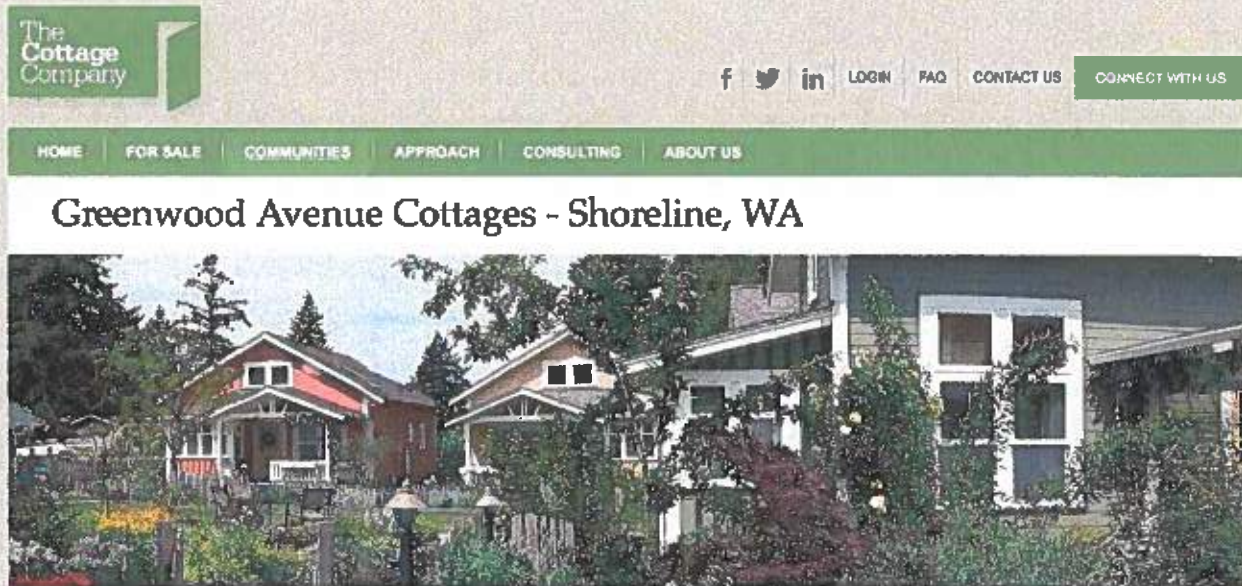 The
Cottage
Company
f in LOGIN FAQ CONTACT US CONNECT WITH US
HOME FOR SALE COMMUNITIES APPROACH CONSULTING ABOUT US
Greenwood Avenue Cottages - Shoreline, WA